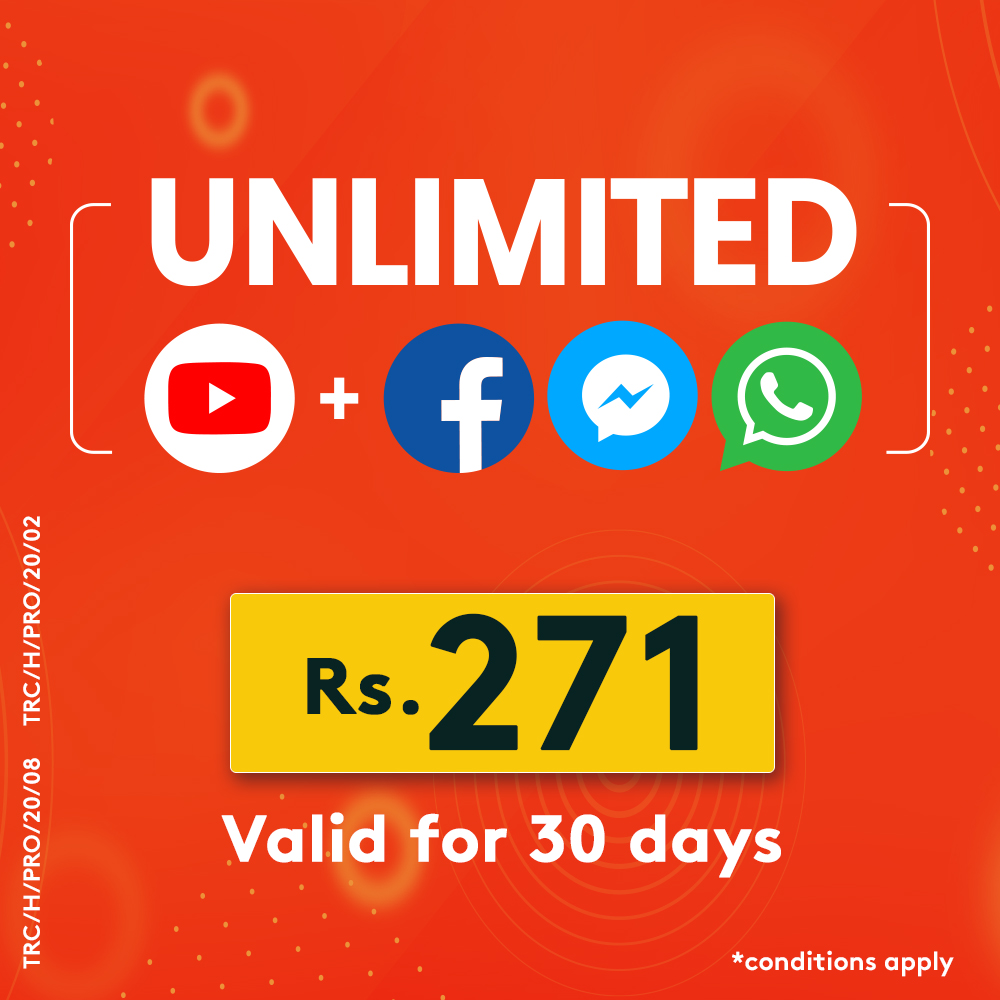 UNLIMITED
+
Rs.271
Valid for 30 days
*conditions apply
TRC/H/PRO/20/08 TRC/H/PRO/20/02